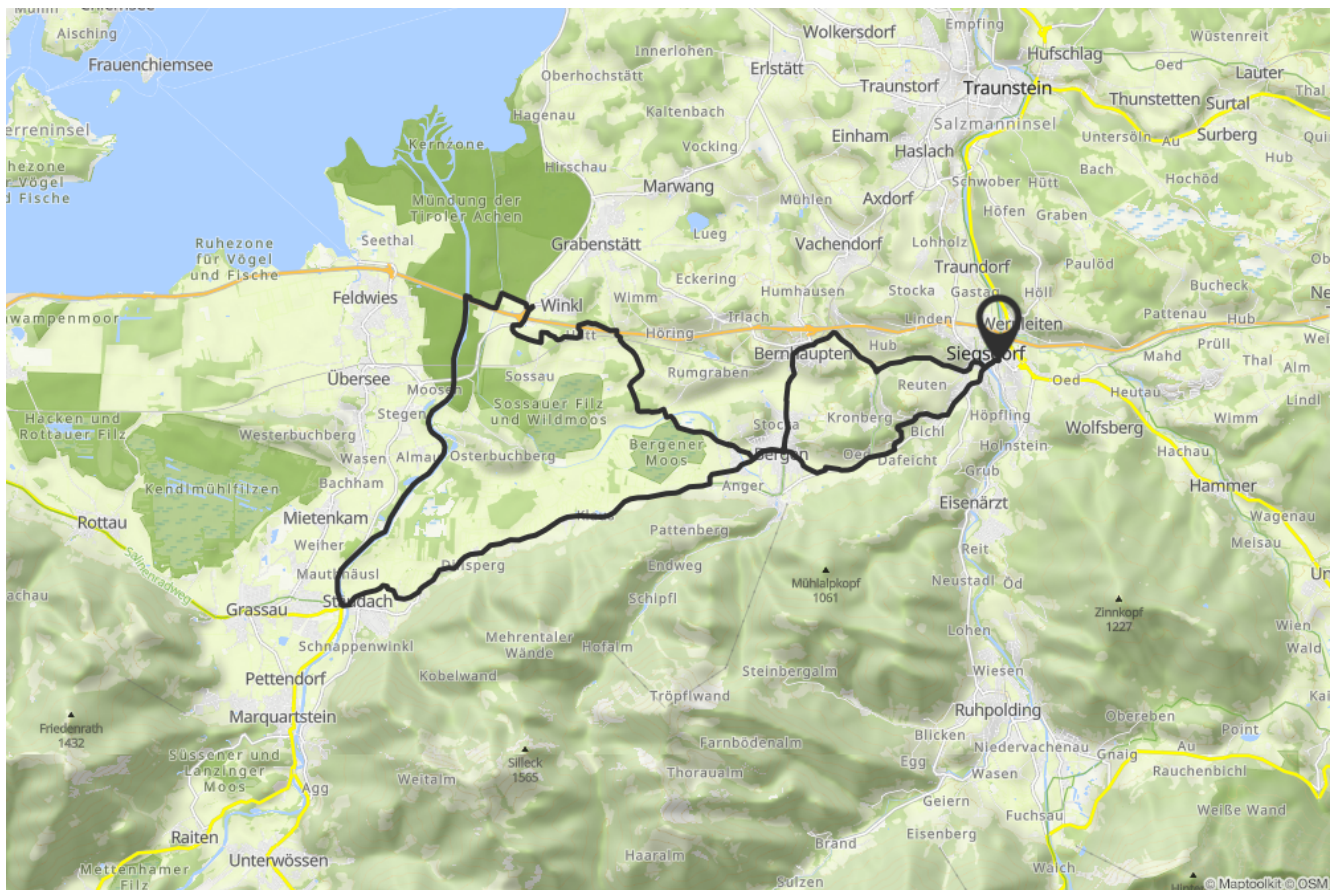 Aisching
Empfing
Wolkersdorf
Hufschlag
Wüstenreit
Frauenchiemsee
Innerlohen
Erlstätt
Oed
Lauter
Oberhochstätt
Traunstorf
Traunstein
Thunstetten
Surtal
Thal
Hagenau
Kaltenbach
Salzmanninsel
Einham
Untersöln
Au
Surberg
Kernzone
Vocking
Haslach
Hub
Hirschau
Bach
Marwang
Schwober
Hütt
Hochöd
Mündung der
Tiroler Achen
Mühlen
Axdorf
Höfen
Graben
Bucheck
Ruhezone
für Vögel
und Fische
Seethal
Grabenstätt
Lueg
Vachendorf
Lohholz
Traundorf
Paulöd
Eckering
Feldwies
Winkl
Wimm
Humhausen
Stocka
Gastag
Höll
Irlach
Linden
Wernleiten
Pattenau
Hub
Hütt
Höring
Bernhaupten
Hub
Siegsdorf
Mahd
Prüll
Übersee
Sossau
Rumgraben
Reuten
Oed
Thal
Alm
Moosen
Heutau
Stegen
Sossauer Filz
und Wildmoos
Stocka
Kronberg
Höpfling
Wimm
Lindl
Hacken und
Rottauer Filz
Westerbuchberg
Bichl
Wolfsberg
Wasen
Almau
Osterbuchberg
Bergener
Moos
Bergen
Oed
Daféicht
Holnstein
Hachau
Grub
Kendlmühlfilzen
Bachham
Anger
Hammer
Rottau
Mietenkam
Klaus
Pattenberg
Eisenärzt
Wagenau
Weiher
Reit
Meisau
Salinenradweg
Mauthäusl
Endweg
Mühlalpkopf
1061
Neustadl
Öd
Grassau
Staudach
Schipfl
Zinnkopf
1227
Schnappenwinkl
Mehrentaler
Wände
Hofalm
Lohen
Wien
Wald
Pettendorf
Kobelwand
Steinbergalm
Wiesen
Marquartstein
Tröpflwand
Ruhpolding
Friedenrath
1432
Obereben
Blicken
Niedervachenau
Au
Point
Süssener und
Lanzinger
Moos
Silleck
1565
Farnbödenalm
Egg
Gnaig
Weitalm
Thoraualm
Wasen
Rauchenbichl
Agg
Geiern
Fuchsau
Weiße Wand
Raiten
Eisenberg
Unterwössen
Haaralm
Brand
Mettenhamer
Filz
Sulzen
© Maptoolkit © OSM